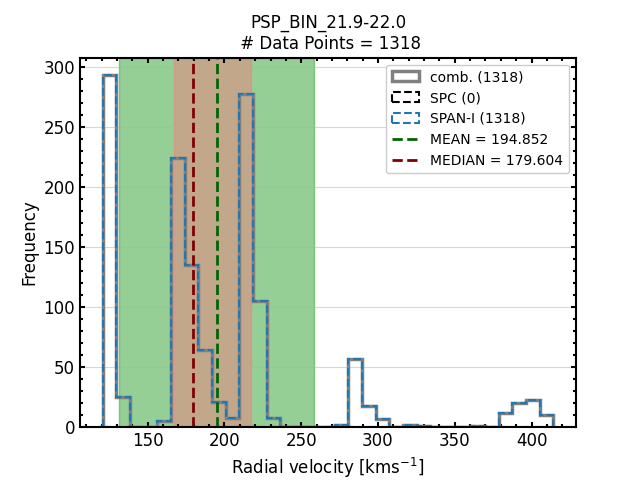 PSP_BIN_21.9-22.0
# Data Points = 1318
300
250
200
150
100
50
0
Frequency
comb. (1318)
SPC (0)
SPAN-I (1318)
MEAN = 194.852
MEDIAN = 179.604
150 200 250 300 350 400
Radial velocity [kms⁻¹]